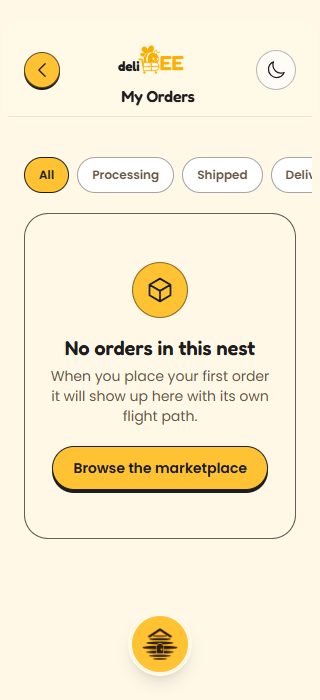 deliBEE
My Orders
All
Processing
Shipped
Deliv
No orders in this nest
When you place your first order
it will show up here with its own
flight path.
Browse the marketplace